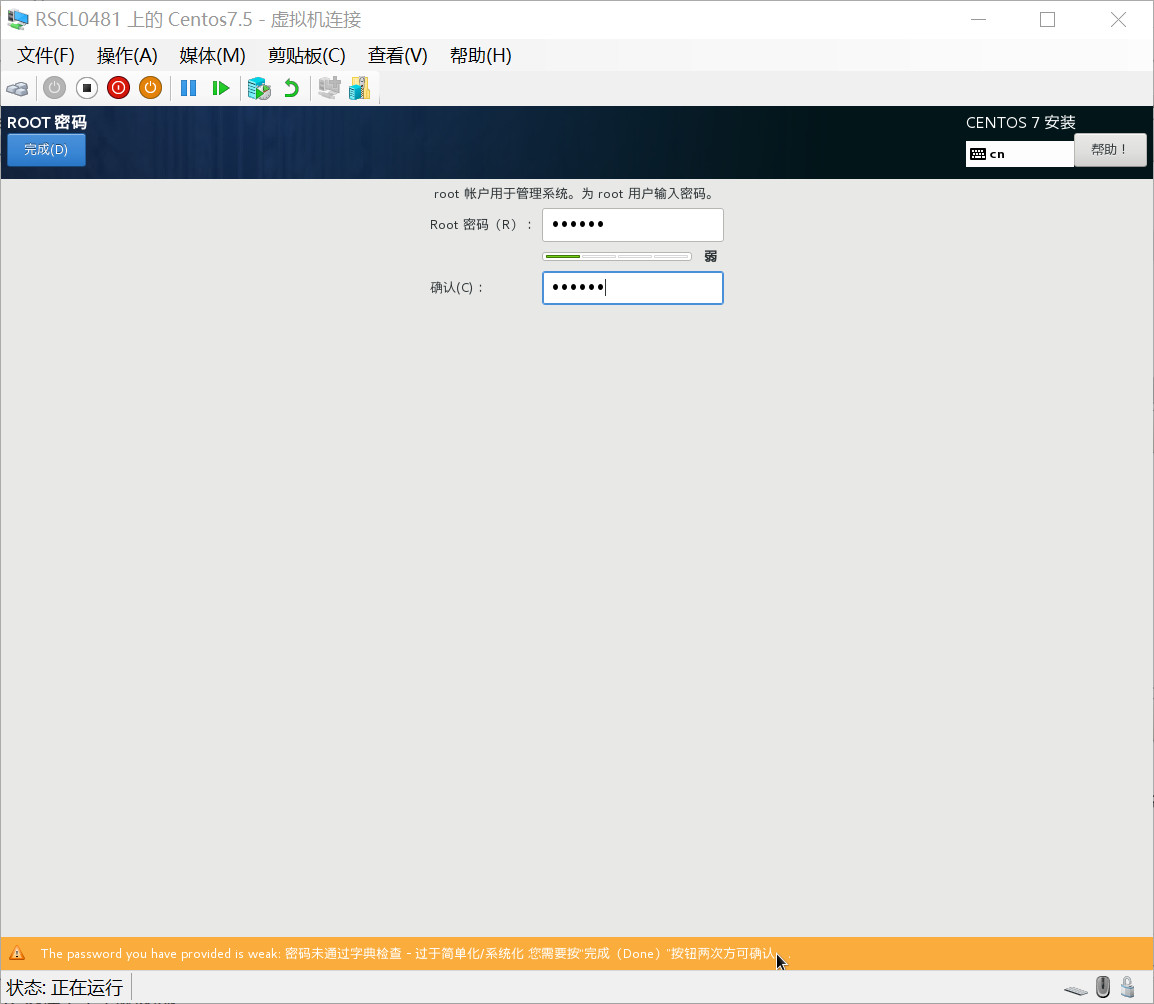 RSCL0481 上的 Centos7.5 - 虚拟机连接
文件(F) 操作(A) 媒体(M) 剪贴板(C) 查看(V) 帮助(H)
ROOT 密码
CENTOS 7 安装
完成(D)
cn
帮助！
root 帐户用于管理系统。为 root 用户输入密码。
Root 密码（R）：
弱
确认(C)：
The password you have provided is weak: 密码未通过字典检查 - 过于简单化/系统化 您需要按“完成（Done）”按钮两次方可确认
状态: 正在运行